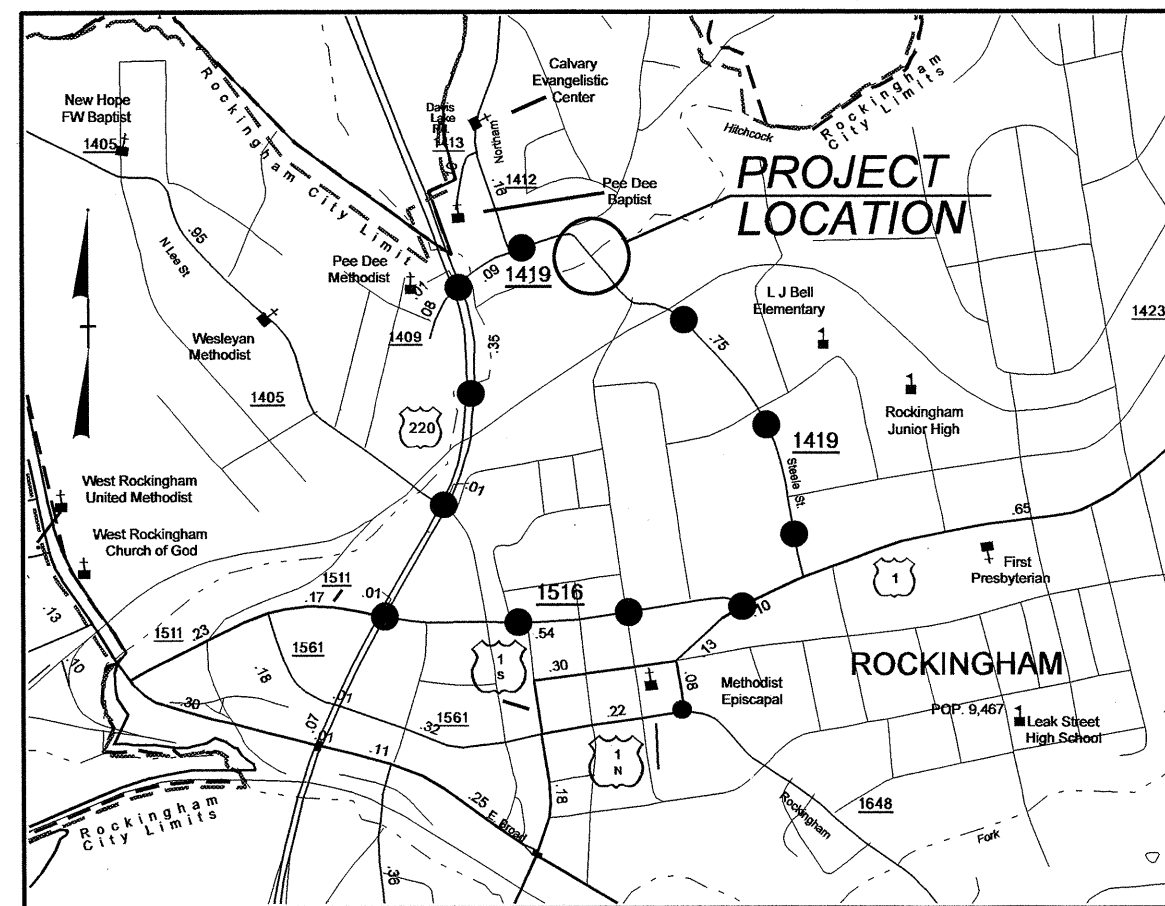 New Hope
FW Baptist
1405
Rockingham City Limit
Davis
Lake
Rd.
1413
Northam
Calvary
Evangelistic
Center
Hitchcock
Rockingham
City Limits
.16
1412
Pee Dee
Baptist
PROJECT
LOCATION
N Lee St
.95
Pee Dee
Methodist
.01
.08
.09
1419
L J Bell
Elementary
1423
Wesleyan
Methodist
1409
.35
.75
1405
220
Rockingham
Junior High
1419
Steele St.
West Rockingham
United Methodist
.01
West Rockingham
Church of God
.65
First
Presbyterian
1
1511
.17
.01
1516
.10
.13
1511
.23
1561
.54
.13
1
S
.30
ROCKINGHAM
.10
.18
.08
Methodist
Episcapal
.30
.01
.22
POP. 9,467
.07
.32
1561
Leak Street
High School
.01
.11
1
N
.25
E. Broad
.18
Rockingham
1648
Rockingham
City Limits
Fork
.36